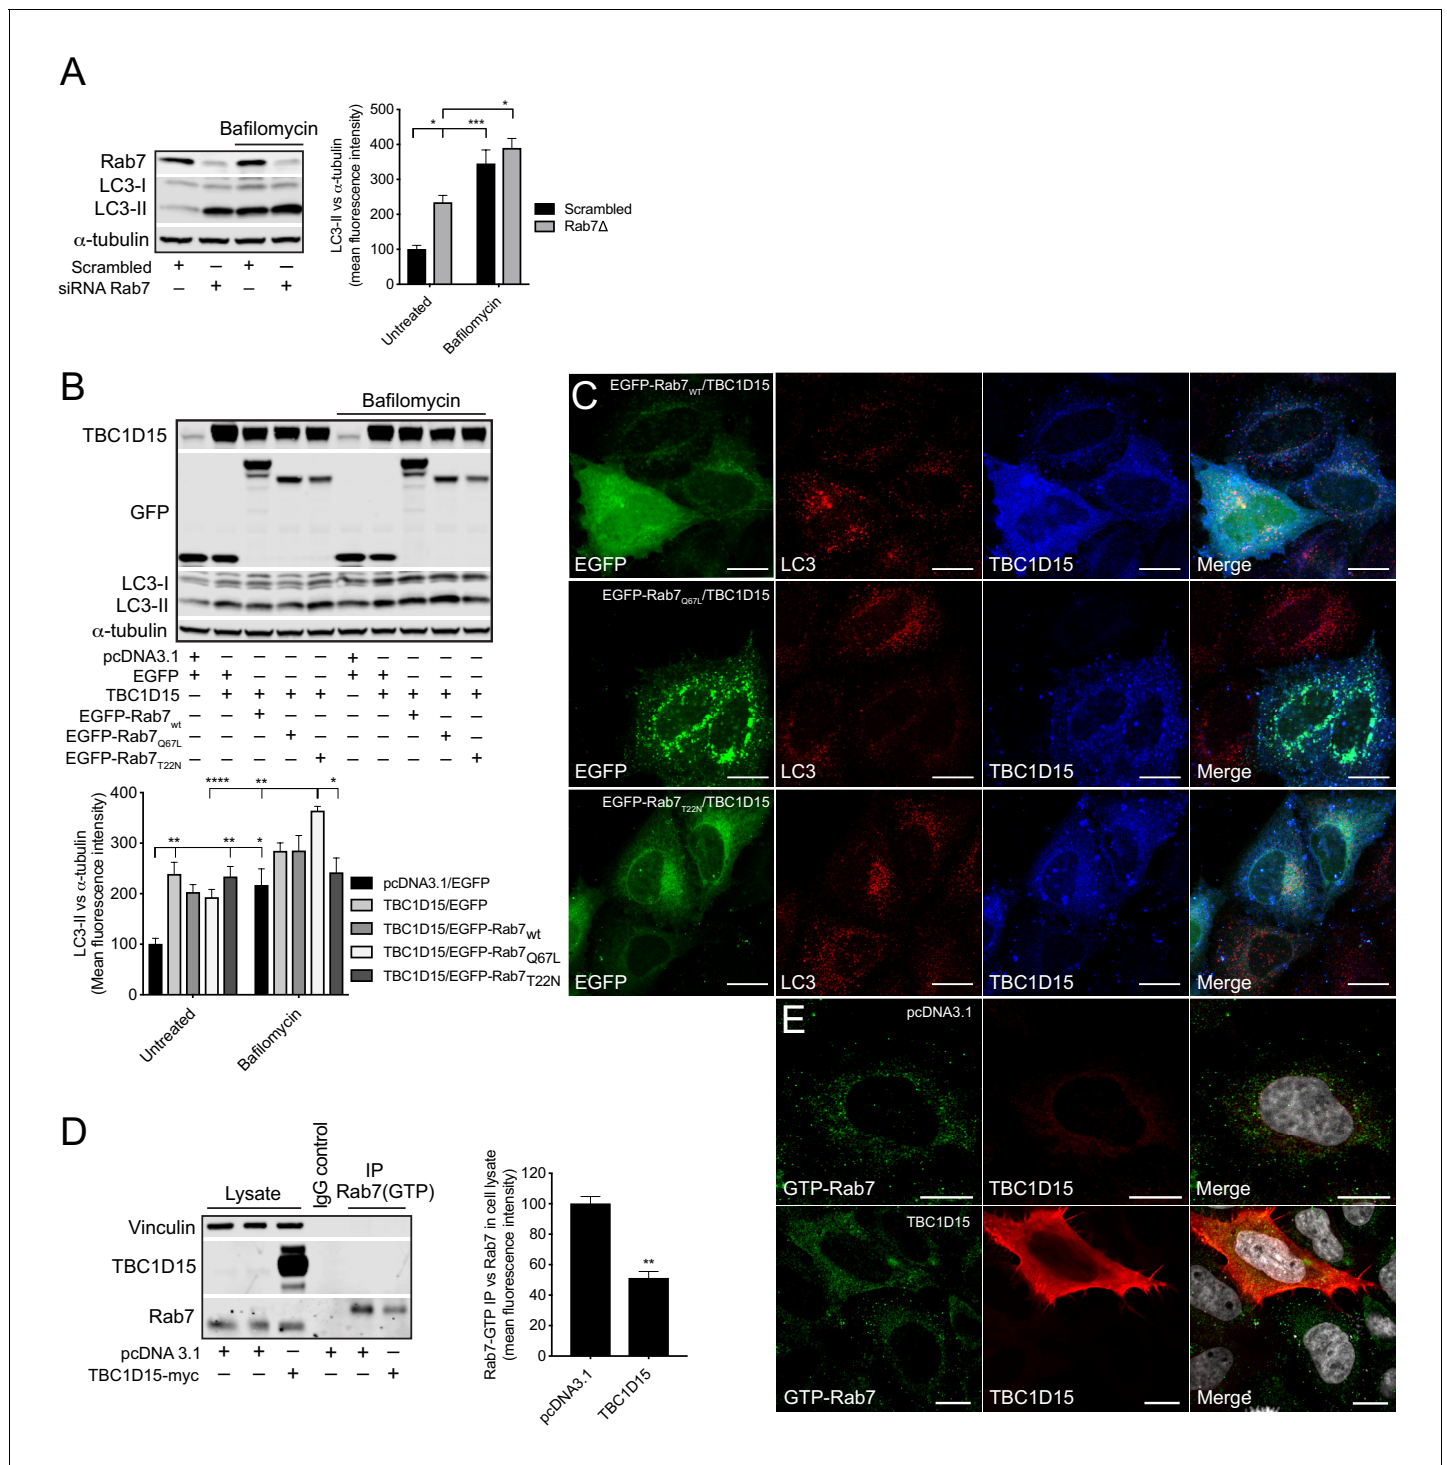 A
Bafilomycin
Rab7
LC3-I
LC3-II
α-tubulin
Scrambled + – + –
siRNA Rab7 – + – +
LC3-II vs α-tubulin
(mean fluorescence intensity)
500
400
300
200
100
0
* *** *
Untreated
Bafilomycin
Scrambled
Rab7Δ
B
Bafilomycin
TBC1D15
GFP
LC3-I
LC3-II
α-tubulin
pcDNA3.1 + – – – – + – – – –
EGFP + + – – – + + – – –
TBC1D15 – + + + + – + + + +
EGFP-Rab7wt – – + – – – – + – –
EGFP-Rab7Q67L – – – + – – – – + –
EGFP-Rab7T22N – – – – + – – – – +
LC3-II vs α-tubulin
(Mean fluorescence intensity)
400
300
200
100
0
**** ** *
** ** *
Untreated
Bafilomycin
pcDNA3.1/EGFP
TBC1D15/EGFP
TBC1D15/EGFP-Rab7wt
TBC1D15/EGFP-Rab7Q67L
TBC1D15/EGFP-Rab7T22N
C
EGFP-Rab7WT/TBC1D15
EGFP LC3 TBC1D15 Merge
EGFP-Rab7Q67L/TBC1D15
EGFP LC3 TBC1D15 Merge
EGFP-Rab7T22N/TBC1D15
EGFP LC3 TBC1D15 Merge
D
Lysate
IgG control
IP
Rab7(GTP)
Vinculin
TBC1D15
Rab7
pcDNA 3.1 + + – + + –
TBC1D15-myc – – + – – +
Rab7-GTP IP vs Rab7 in cell lysate
(mean fluorescence intensity)
120
100
80
60
40
20
0
**
pcDNA3.1
TBC1D15
E
pcDNA3.1
GTP-Rab7 TBC1D15 Merge
TBC1D15
GTP-Rab7 TBC1D15 Merge